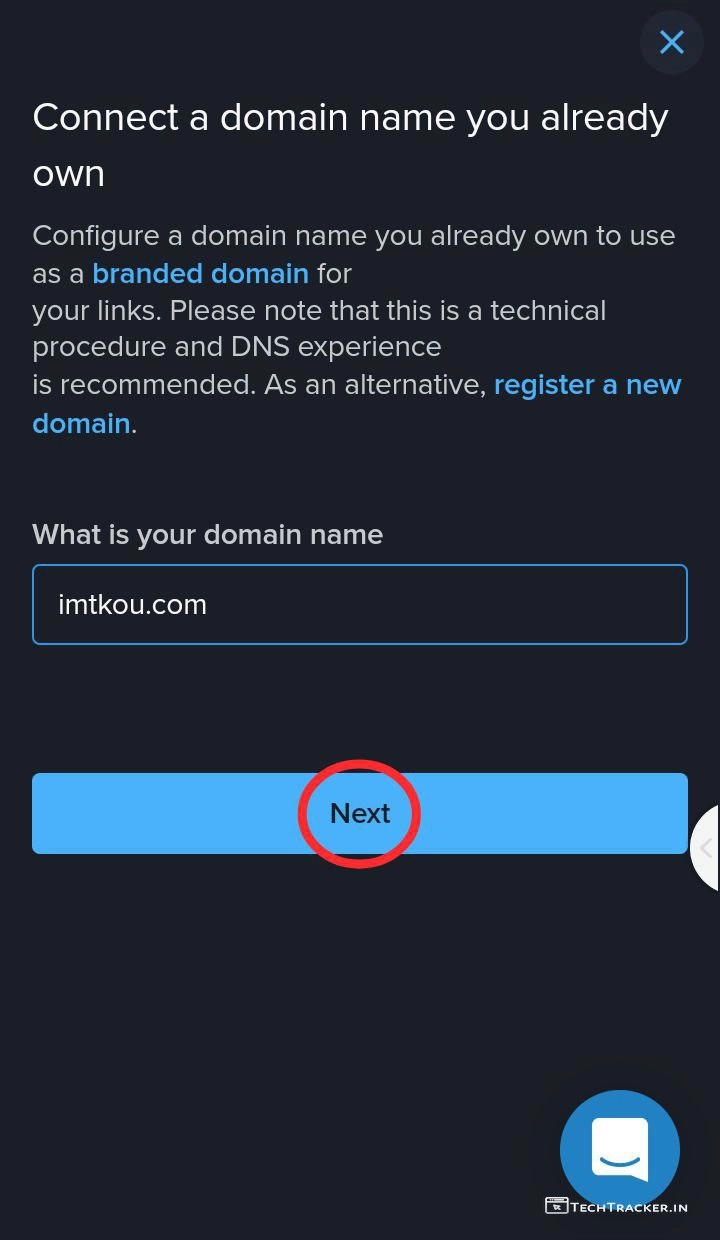 Connect a domain name you already
own
Configure a domain name you already own to use
as a branded domain for
your links. Please note that this is a technical
procedure and DNS experience
is recommended. As an alternative, register a new
domain.
What is your domain name
imtkou.com
Next
TechTracker.in